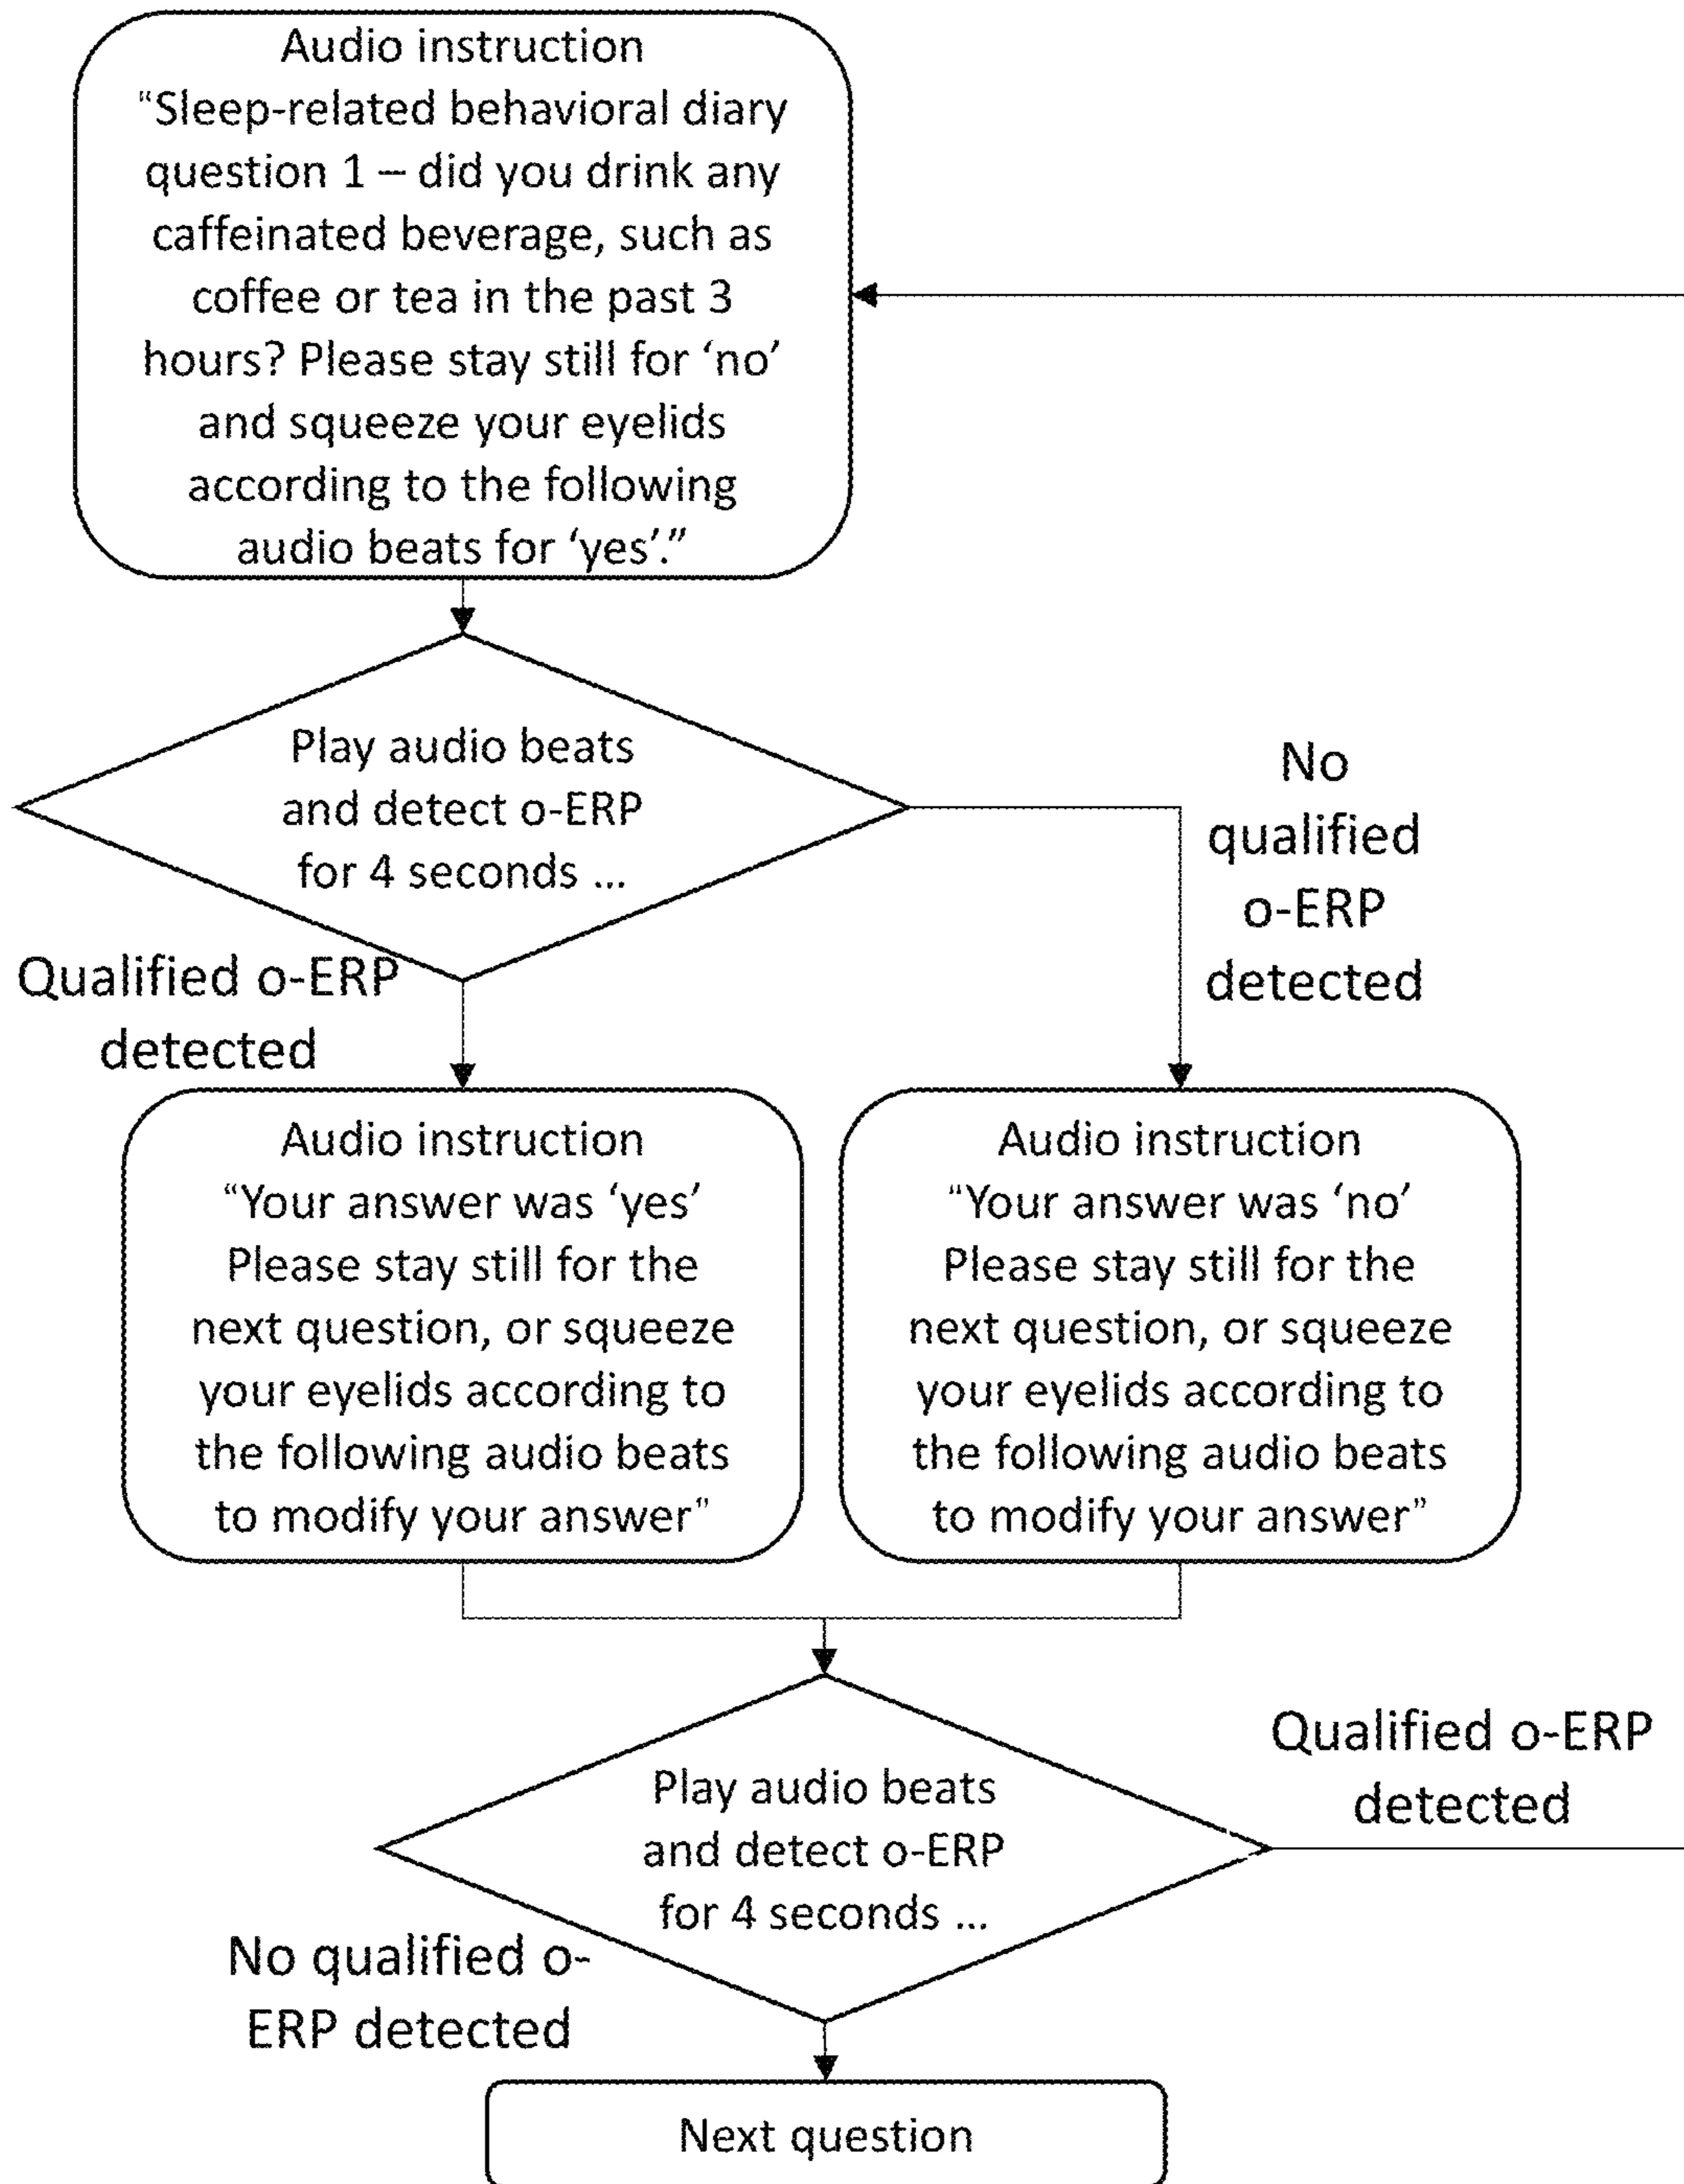 Audio instruction
“Sleep-related behavioral diary
question 1 – did you drink any
caffeinated beverage, such as
coffee or tea in the past 3
hours? Please stay still for ‘no’
and squeeze your eyelids
according to the following
audio beats for ‘yes’.”
Play audio beats
and detect o-ERP
for 4 seconds ...
No
qualified
o-ERP
detected
Qualified o-ERP
detected
Audio instruction
“Your answer was ‘yes’
Please stay still for the
next question, or squeeze
your eyelids according to
the following audio beats
to modify your answer”
Audio instruction
“Your answer was ‘no’
Please stay still for the
next question, or squeeze
your eyelids according to
the following audio beats
to modify your answer”
Play audio beats
and detect o-ERP
for 4 seconds ...
Qualified o-ERP
detected
No qualified o-
ERP detected
Next question